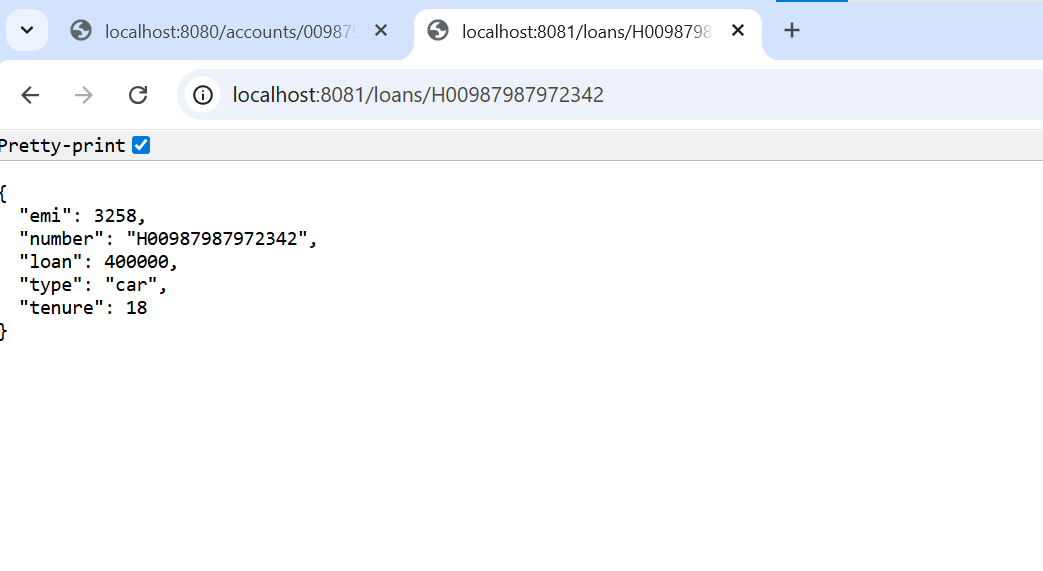 localhost:8080/accounts/00987
localhost:8081/loans/H0098798
localhost:8081/loans/H00987987972342
Pretty-print
{
  "emi": 3258,
  "number": "H00987987972342",
  "loan": 400000,
  "type": "car",
  "tenure": 18
}